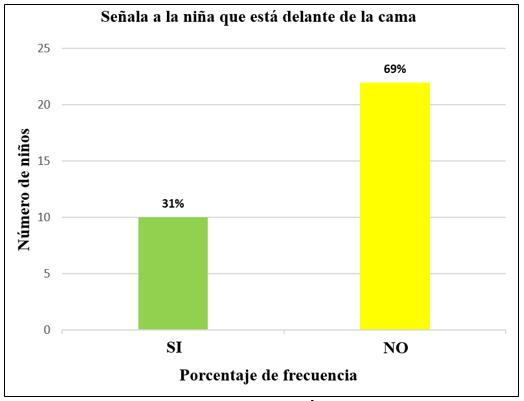 Señala a la niña que está delante de la cama
25
20
15
10
5
0
Número de niños
31%
69%
SI
NO
Porcentaje de frecuencia